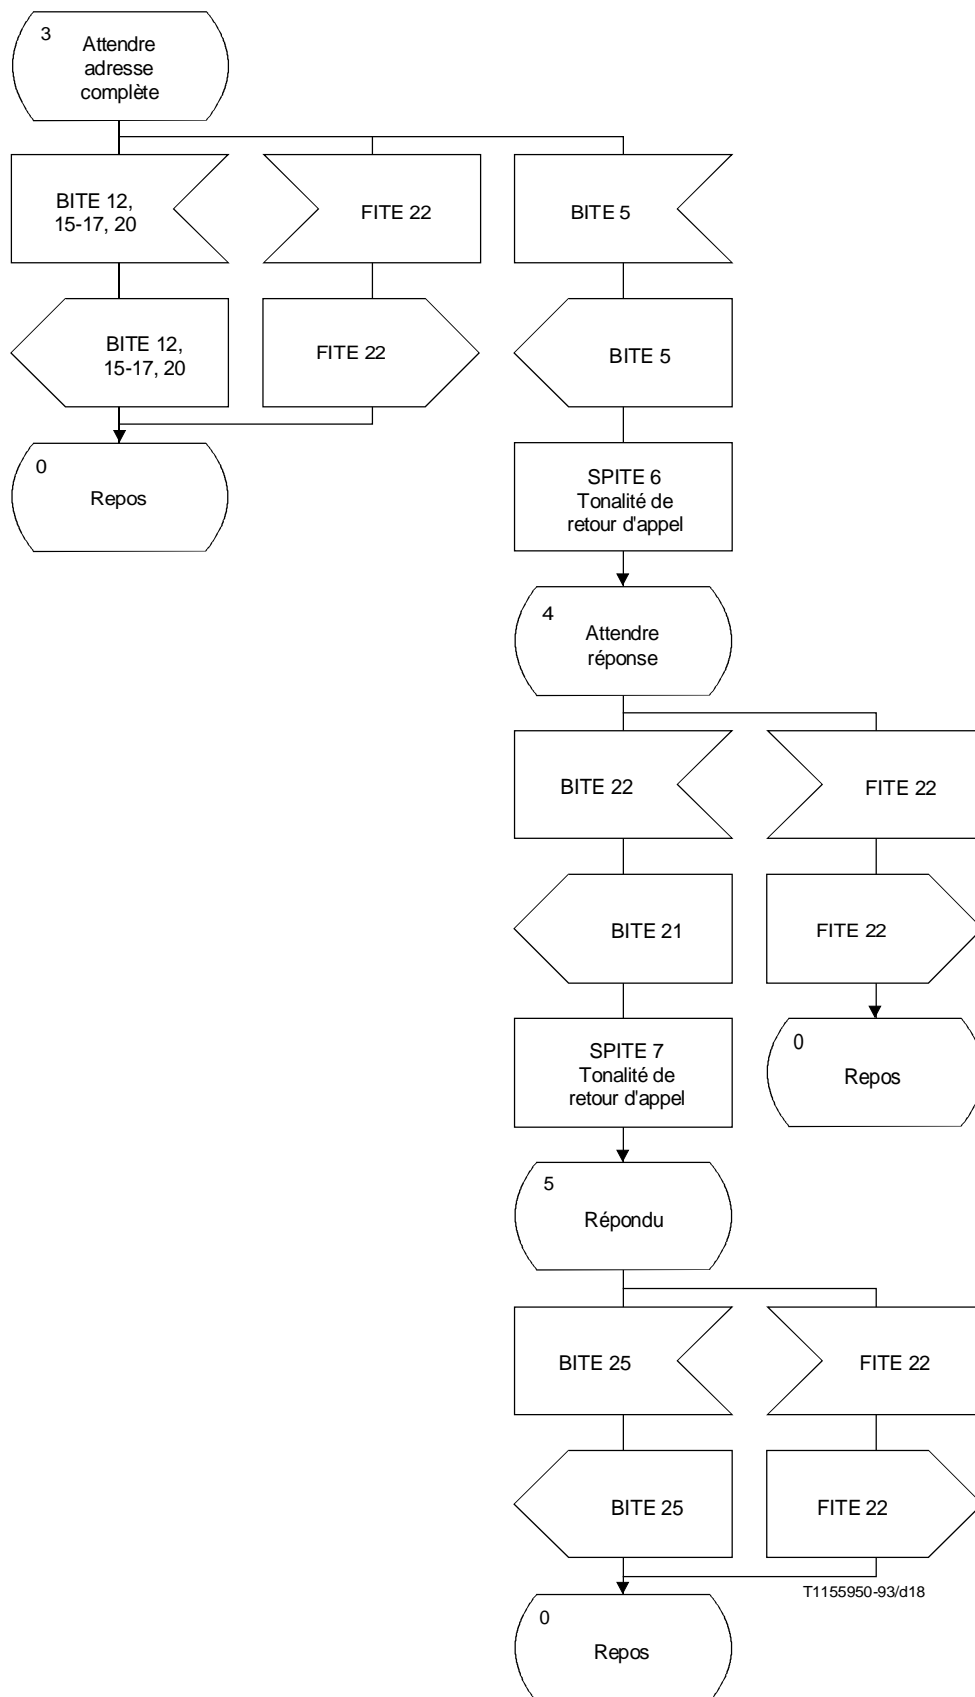 3
Attendre
adresse
complète
BITE 12,
15-17, 20
FITE 22
BITE 5
BITE 12,
15-17, 20
FITE 22
BITE 5
0
Repos
SPITE 6
Tonalité de
retour d'appel
4
Attendre
réponse
BITE 22
FITE 22
BITE 21
FITE 22
SPITE 7
Tonalité de
retour d'appel
0
Repos
5
Répondu
BITE 25
FITE 22
BITE 25
FITE 22
T1155950-93/d18
0
Repos